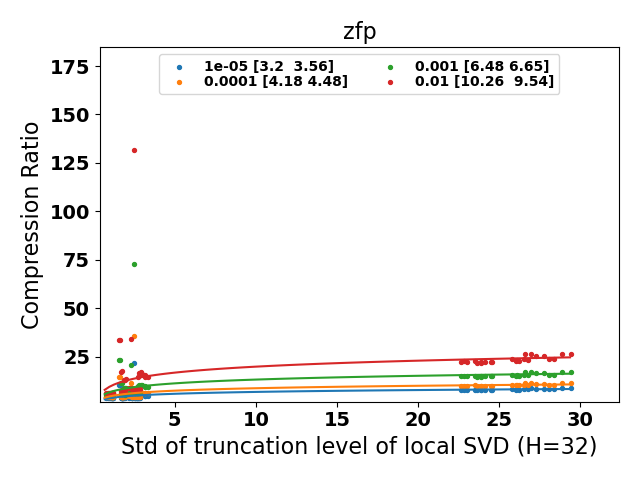 zfp
1e-05 [3.2  3.56]
0.0001 [4.18 4.48]
0.001 [6.48 6.65]
0.01 [10.26  9.54]
Compression Ratio
175
150
125
100
75
50
25
5
10
15
20
25
30
Std of truncation level of local SVD (H=32)